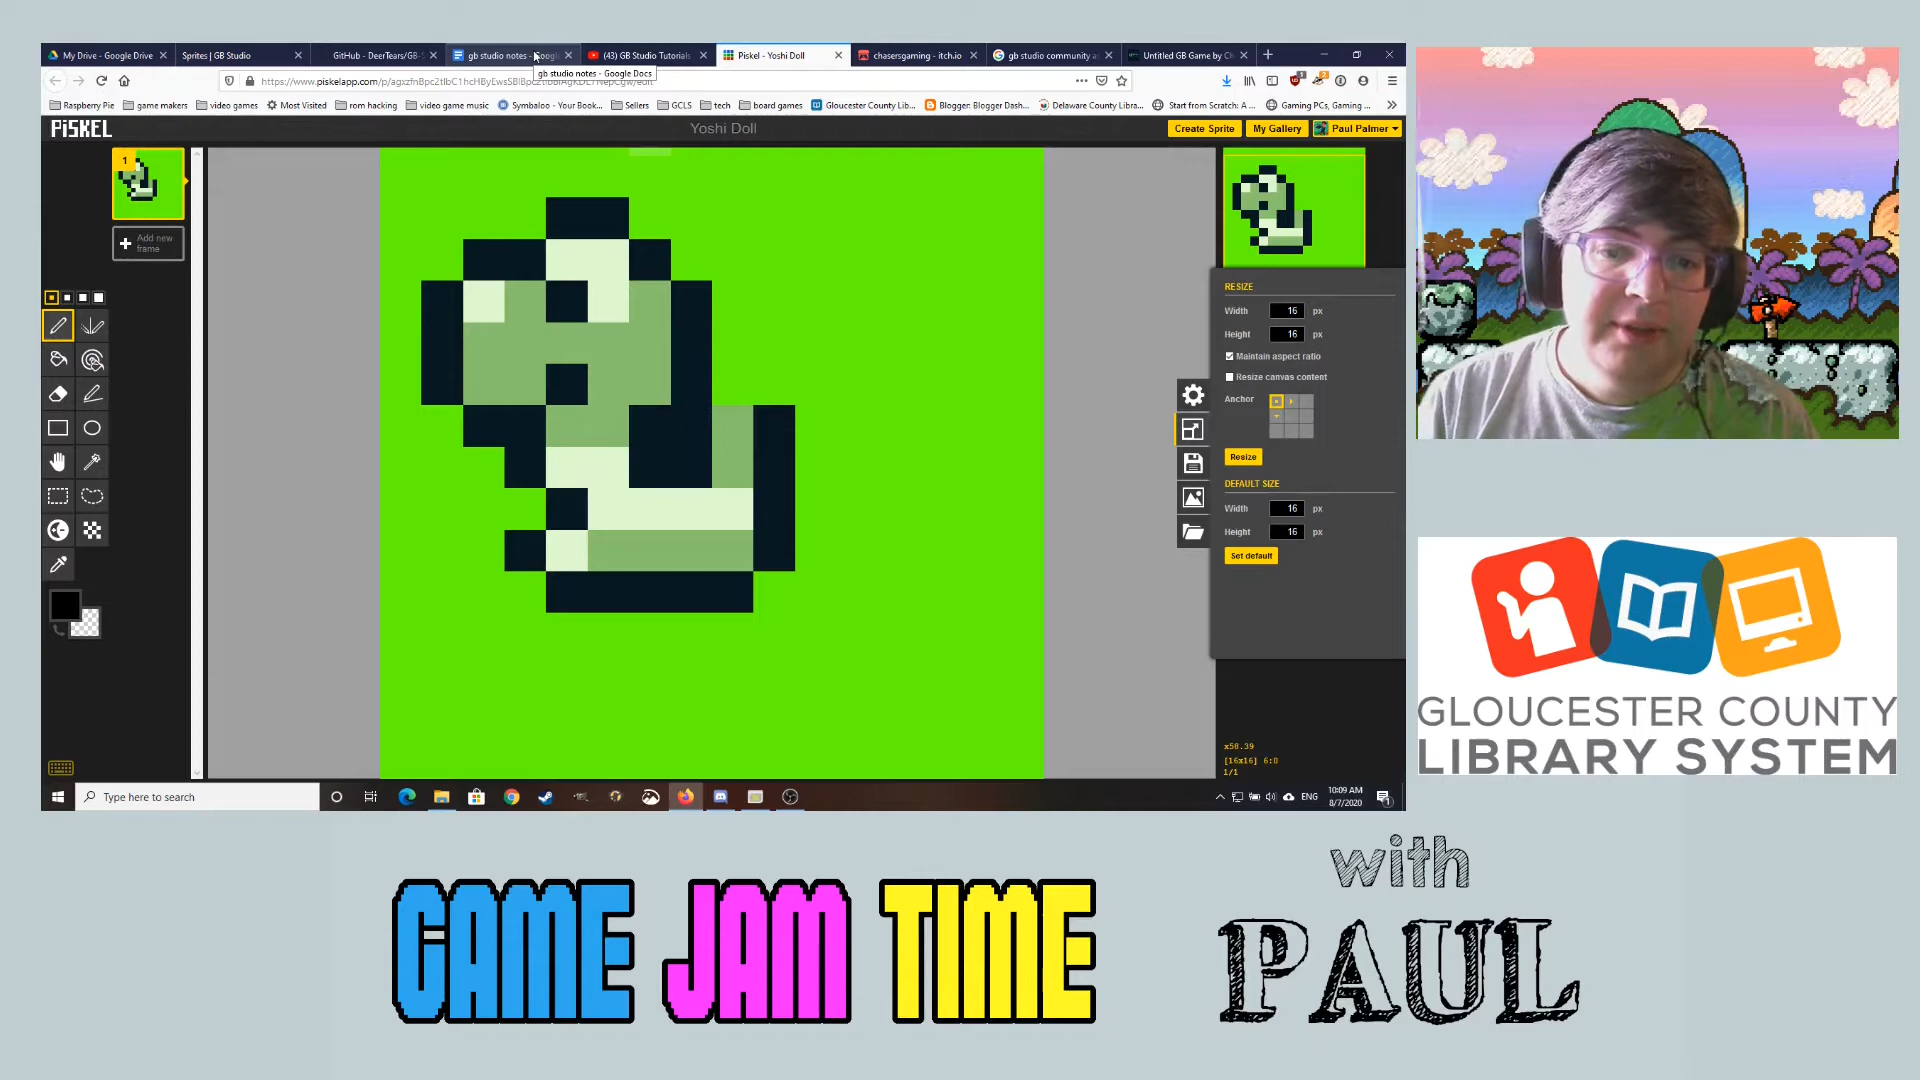 My Drive - Google Drive
Sprites | GB Studio
GitHub - DeerTears/GB-
gb studio notes - Google
(43) GB Studio Tutorials
Piskel - Yoshi Doll
chasersgaming - itch.io
gb studio community as
Untitled GB Game by Ch
gb studio notes - Google Docs
Raspberry Pie
game makers
video games
Most Visited
rom hacking
video game music
Symbaloo - Your Book...
Sellers
GCLS
tech
board games
Gloucester County Lib...
Blogger: Blogger Dash...
Delaware County Libra...
Start from Scratch: A ...
Gaming PCs, Gaming ...
PISKEL
Yoshi Doll
Create Sprite
My Gallery
Paul Palmer
1
Add new
frame
RESIZE
Width 16 px
Height 16 px
Maintain aspect ratio
Resize canvas content
Anchor
Resize
DEFAULT SIZE
Width 16 px
Height 16 px
Set default
x58.39
[16x16] 6:0
1/1
Type here to search
ENG
10:09 AM
8/7/2020
GLOUCESTER COUNTY
LIBRARY SYSTEM
GAME JAM TIME
with
PAUL